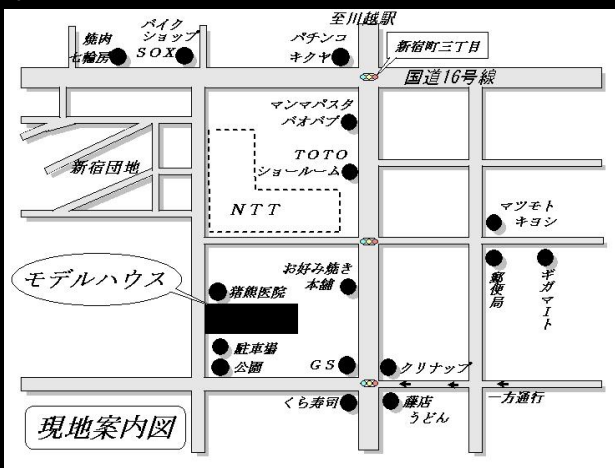 至川越駅
焼肉
七輪房
バイク
ショップ
SOX
パチンコ
キクヤ
新宿町三丁目
国道16号線
マンマパスタ
バオバブ
TOTO
ショールーム
新宿団地
NTT
マツモト
キヨシ
モデルハウス
猪熊医院
お好み焼き
本舗
郵便局
ギガマート
駐車場
公園
GS
クリナップ
くら寿司
藤店
うどん
一方通行
現地案内図